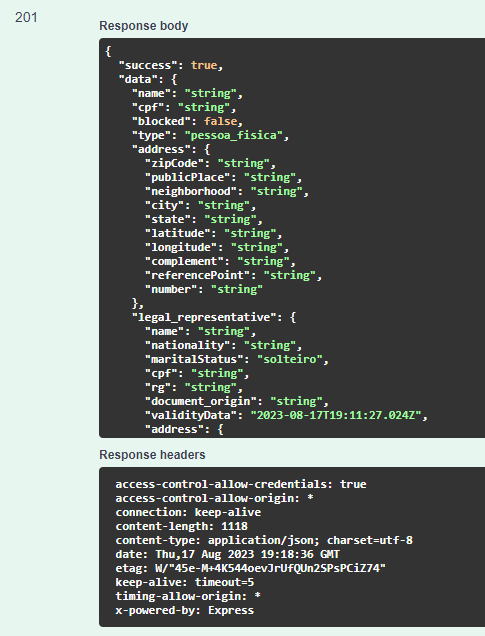 201
Response body
{
"success": true,
"data": {
"name": "string",
"cpf": "string",
"blocked": false,
"type": "pessoa_fisica",
"address": {
"zipCode": "string",
"publicPlace": "string",
"neighborhood": "string",
"city": "string",
"state": "string",
"latitude": "string",
"longitude": "string",
"complement": "string",
"referencePoint": "string",
"number": "string"
},
"legal_representative": {
"name": "string",
"nationality": "string",
"maritalStatus": "solteiro",
"cpf": "string",
"rg": "string",
"document_origin": "string",
"validityData": "2023-08-17T19:11:27.024Z",
"address": {
Response headers
access-control-allow-credentials: true
access-control-allow-origin: *
connection: keep-alive
content-length: 1118
content-type: application/json; charset=utf-8
date: Thu,17 Aug 2023 19:18:36 GMT
etag: W/"45e-M+4K544oevJrUfQUn2SPsPCiZ74"
keep-alive: timeout=5
timing-allow-origin: *
x-powered-by: Express